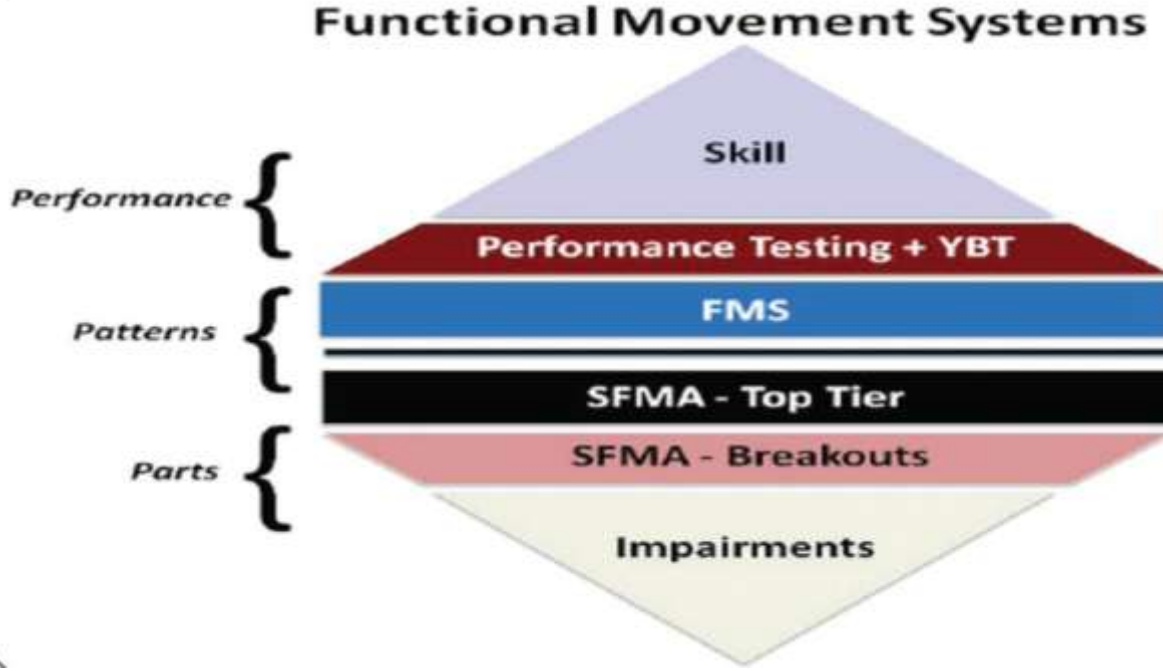 Functional Movement Systems
Skill
Performance
Performance Testing + YBT
FMS
Patterns
SFMA - Top Tier
SFMA - Breakouts
Parts
Impairments